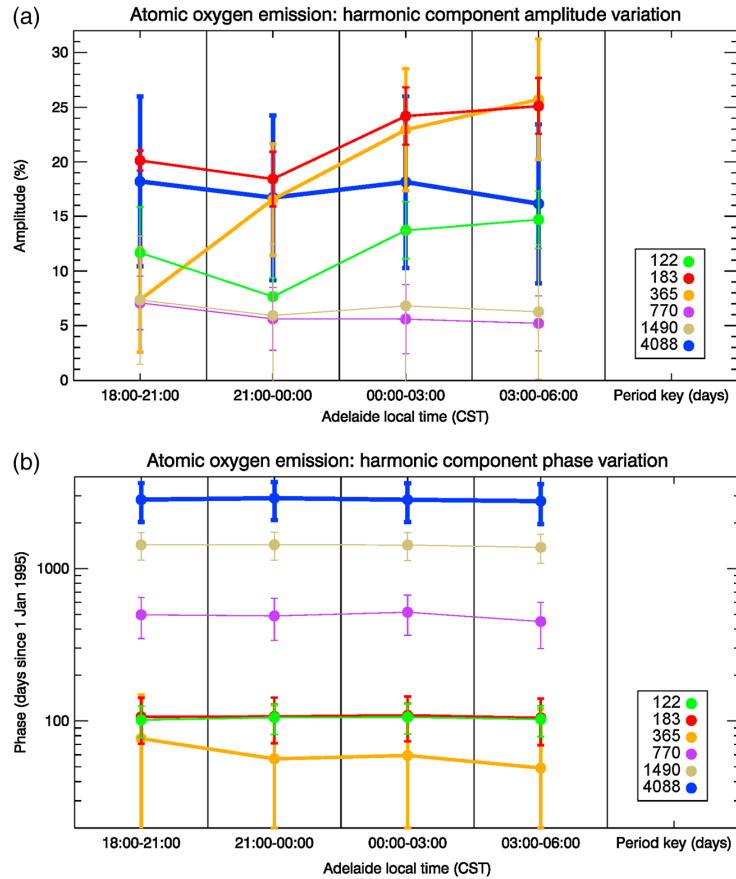 (a)
Atomic oxygen emission: harmonic component amplitude variation
30
25
20
15
10
5
0
Amplitude (%)
122
183
365
770
1490
4088
18:00-21:00 21:00-00:00 00:00-03:00 03:00-06:00 Period key (days)
Adelaide local time (CST)
(b)
Atomic oxygen emission: harmonic component phase variation
1000
100
Phase (days since 1 Jan 1995)
122
183
365
770
1490
4088
18:00-21:00 21:00-00:00 00:00-03:00 03:00-06:00 Period key (days)
Adelaide local time (CST)